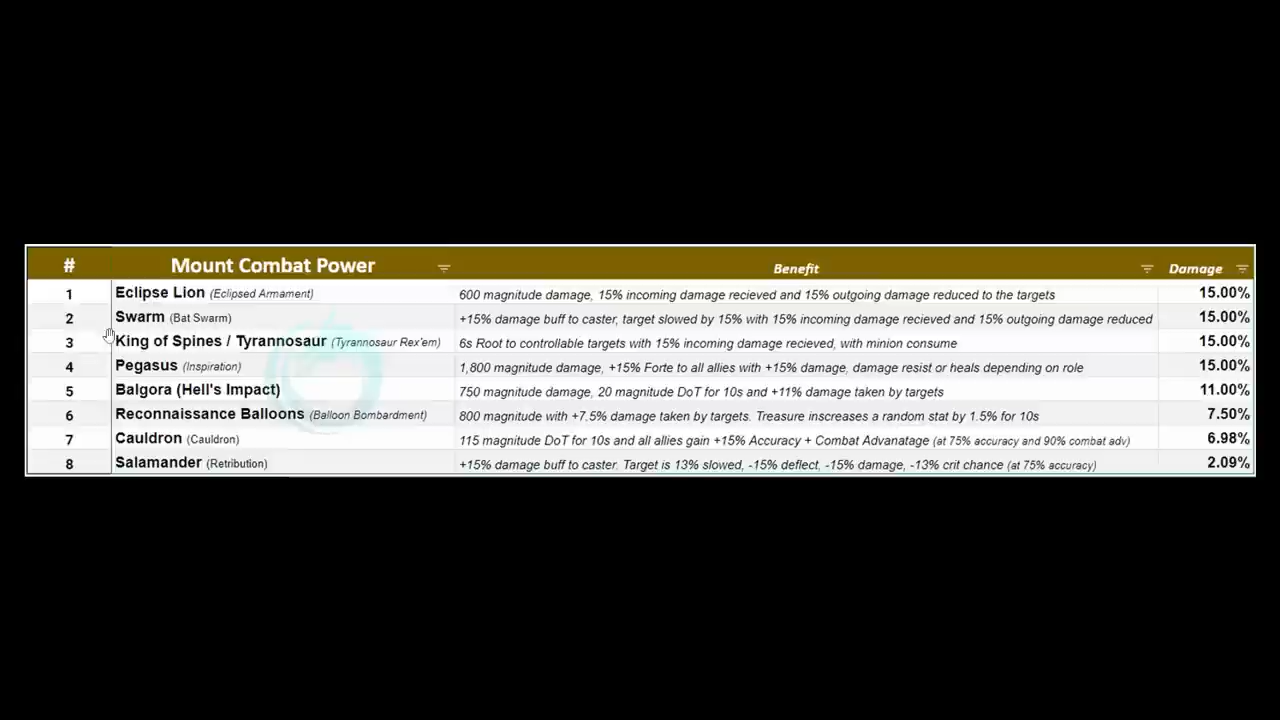 # Mount Combat Power Benefit Damage
1 Eclipse Lion (Eclipsed Armament) 600 magnitude damage, 15% incoming damage recieved and 15% outgoing damage reduced to the targets 15.00%
2 Swarm (Bat Swarm) +15% damage buff to caster, target slowed by 15% with 15% incoming damage recieved and 15% outgoing damage reduced 15.00%
3 King of Spines / Tyrannosaur (Tyrannosaur Rex'em) 6s Root to controllable targets with 15% incoming damage recieved, with minion consume 15.00%
4 Pegasus (Inspiration) 1,800 magnitude damage, +15% Forte to all allies with +15% damage, damage resist or heals depending on role 15.00%
5 Balgora (Hell's Impact) 750 magnitude damage, 20 magnitude DoT for 10s and +11% damage taken by targets 11.00%
6 Reconnaissance Balloons (Balloon Bombardment) 800 magnitude with +7.5% damage taken by targets. Treasure inscreases a random stat by 1.5% for 10s 7.50%
7 Cauldron (Cauldron) 115 magnitude DoT for 10s and all allies gain +15% Accuracy + Combat Advanatage (at 75% accuracy and 90% combat adv) 6.98%
8 Salamander (Retribution) +15% damage buff to caster. Target is 13% slowed, -15% deflect, -15% damage, -13% crit chance (at 75% accuracy) 2.09%